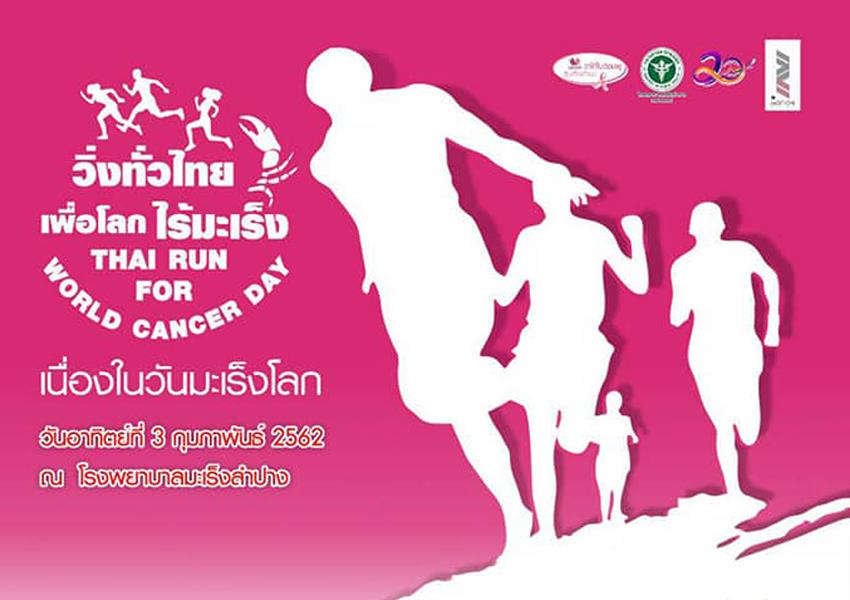 วิ่งทั่วไทย
เพื่อโลก ไร้มะเร็ง
THAI RUN
FOR
WORLD CANCER DAY
เนื่องในวันมะเร็งโลก
วันอาทิตย์ที่ 3 กุมภาพันธ์ 2562
ณ โรงพยาบาลมะเร็งลำปาง